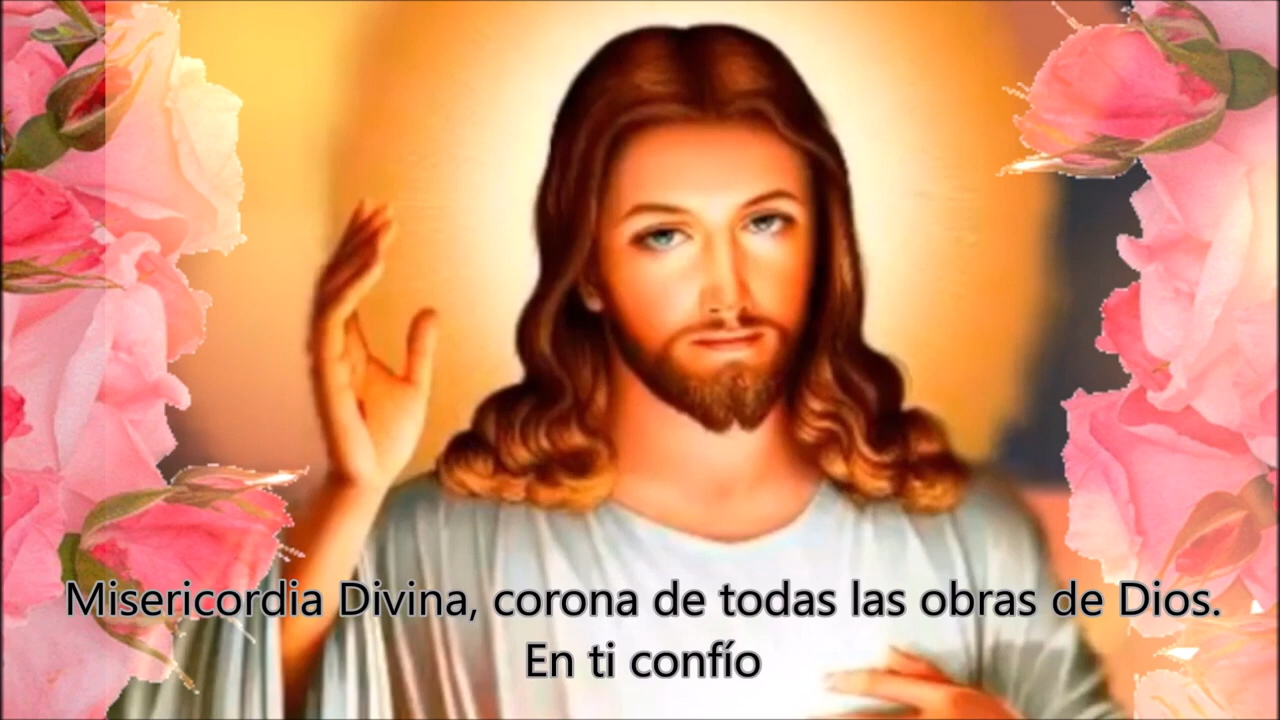 Misericordia Divina, corona de todas las obras de Dios.
En ti confío